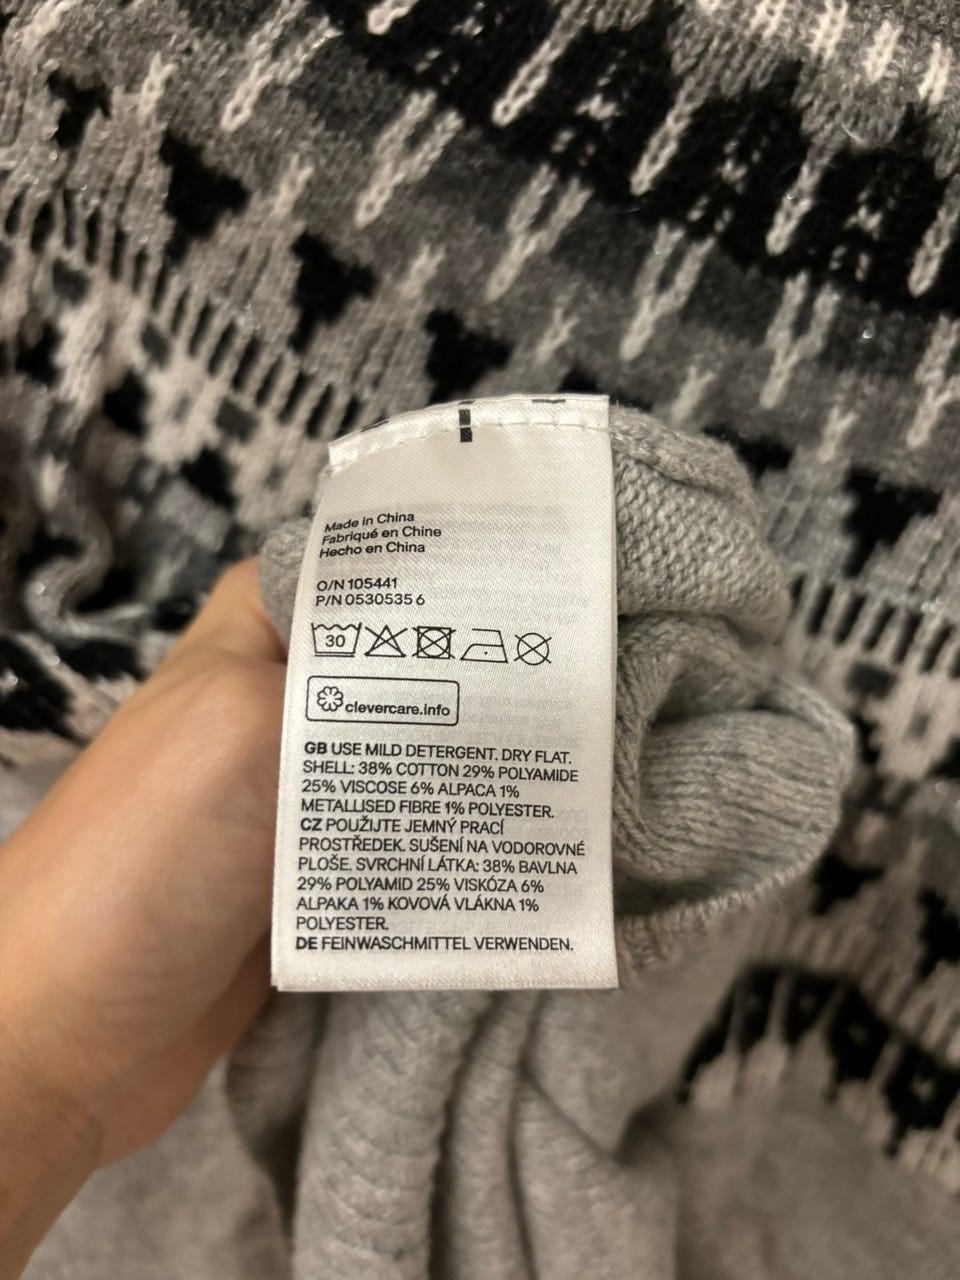 Made in China
Fabriqué en Chine
Hecho en China
O/N 105441
P/N 0530535 6
30
clevercare.info
GB USE MILD DETERGENT. DRY FLAT.
SHELL: 38% COTTON 29% POLYAMIDE
25% VISCOSE 6% ALPACA 1%
METALLISED FIBRE 1% POLYESTER.
CZ POUŽIJTE JEMNÝ PRACÍ
PROSTŘEDEK. SUŠENÍ NA VODOROVNÉ
PLOŠE. SVRCHNÍ LÁTKA: 38% BAVLNA
29% POLYAMID 25% VISKÓZA 6%
ALPAKA 1% KOVOVÁ VLÁKNA 1%
POLYESTER.
DE FEINWASCHMITTEL VERWENDEN.